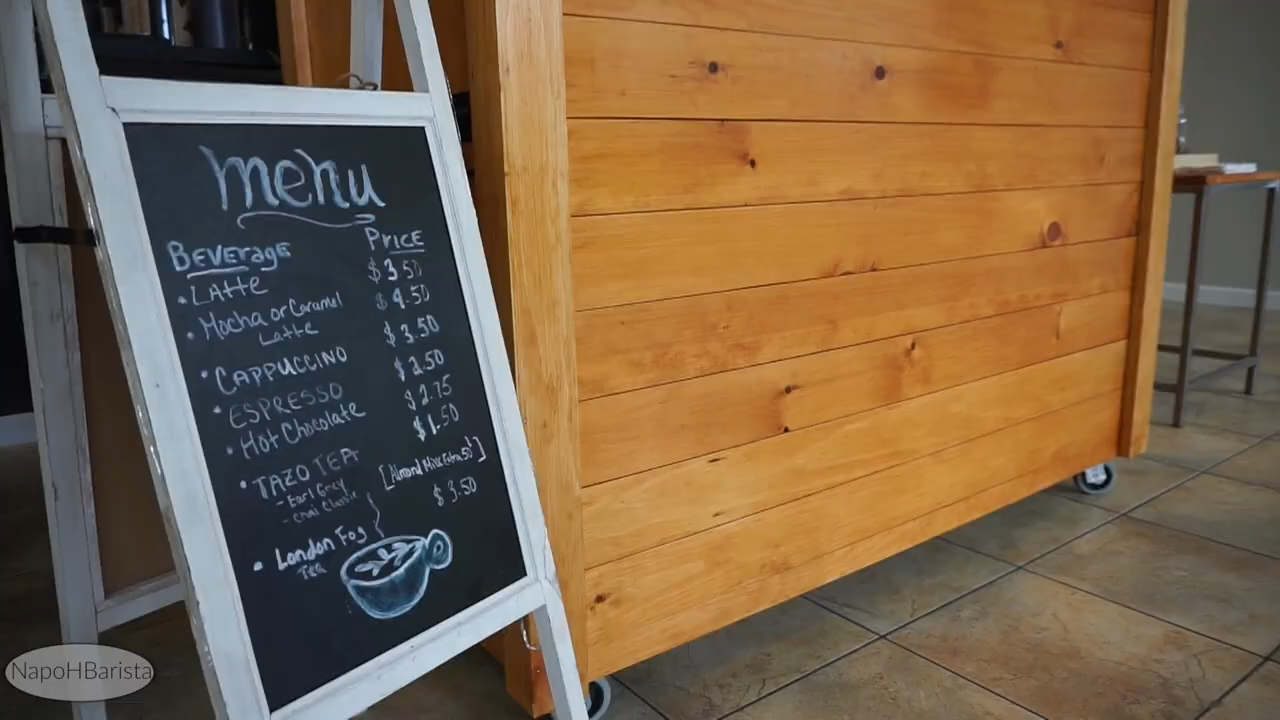 menu
Beverage Price
• Latte $3.50
• Mocha or Caramel $4.50
Latte
• Cappuccino $3.50
• Espresso $2.50
• Hot Chocolate $2.75
• Tazo Tea $1.50
- Earl Grey [Almond Milk Extra 50]
- Chai Classic
• London Fog $3.50
Tea
NapoHBarista